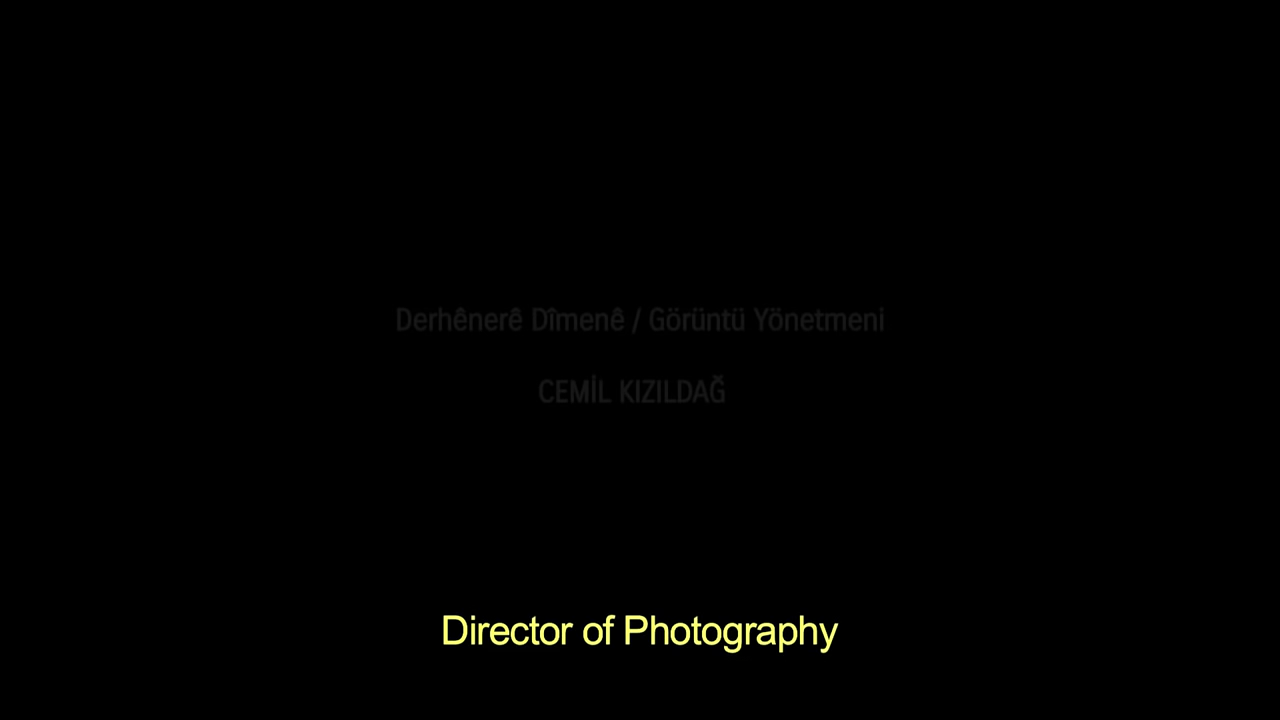 Derhênerê Dîmenê / Görüntü Yönetmeni
CEMİL KIZILDAĞ
Director of Photography